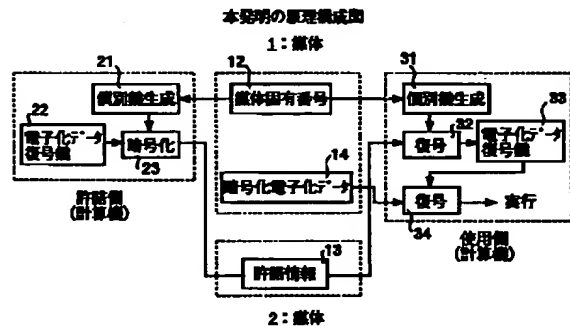 本発明の原理構成図
1：媒体
21
12
31
個別鍵生成
媒体固有番号
個別鍵生成
33
22
32
電子化データ
復号鍵
暗号化
23
復号
電子化データ
復号鍵
14
暗号化電子化データ
復号
実行
34
許諾側
(計算機)
使用側
(計算機)
13
許諾情報
2：媒体